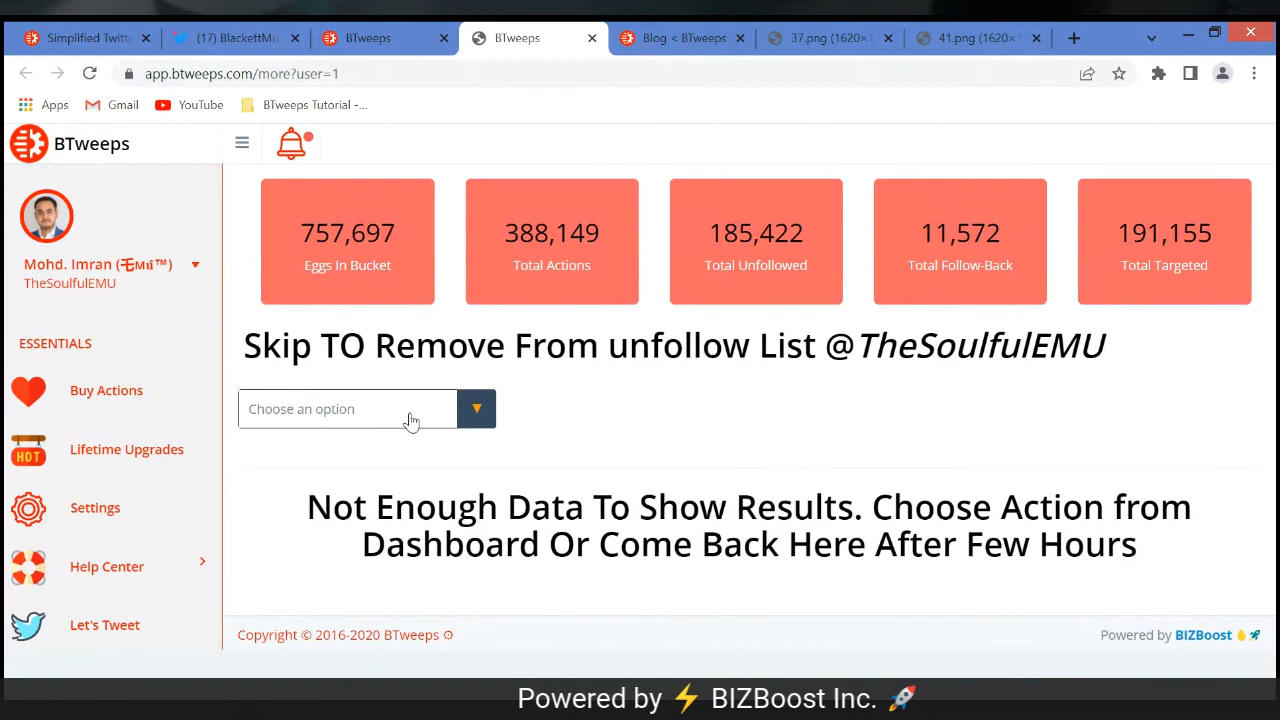 Simplified Twitt
(17) BlackettMu
BTweeps
BTweeps
Blog < BTweeps
37.png (1620×1
41.png (1620×1
app.btweeps.com/more?user=1
Apps
Gmail
YouTube
BTweeps Tutorial -...
BTweeps
757,697
388,149
185,422
11,572
191,155
Eggs In Bucket
Total Actions
Total Unfollowed
Total Follow-Back
Total Targeted
Mohd. Imran
TheSoulfulEMU
Skip TO Remove From unfollow List @TheSoulfulEMU
ESSENTIALS
Buy Actions
HOT
Lifetime Upgrades
Settings
Help Center
Let's Tweet
Choose an option
Not Enough Data To Show Results. Choose Action from
Dashboard Or Come Back Here After Few Hours
Copyright © 2016-2020 BTweeps
Powered by BIZBoost
Powered by ⚡ BIZBoost Inc. 🚀